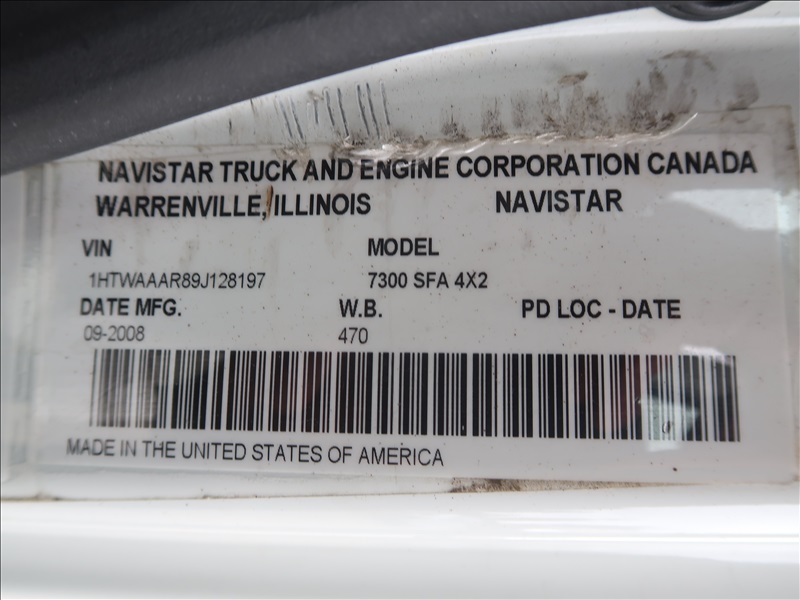 NAVISTAR TRUCK AND ENGINE CORPORATION CANADA
WARRENVILLE, ILLINOIS NAVISTAR
VIN MODEL
1HTWAAAR89J128197 7300 SFA 4X2
DATE MFG. W.B. PD LOC - DATE
09-2008 470
MADE IN THE UNITED STATES OF AMERICA